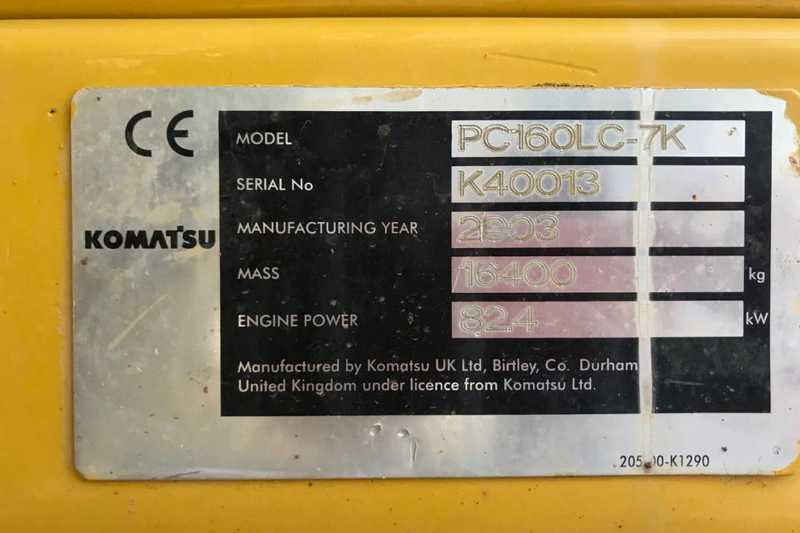 CE
KOMATSU
MODEL PC160LC-7K
SERIAL No K40013
MANUFACTURING YEAR 2003
MASS 16400 kg
ENGINE POWER 82.4 kW
Manufactured by Komatsu UK Ltd, Birtley, Co. Durham
United Kingdom under licence from Komatsu Ltd.